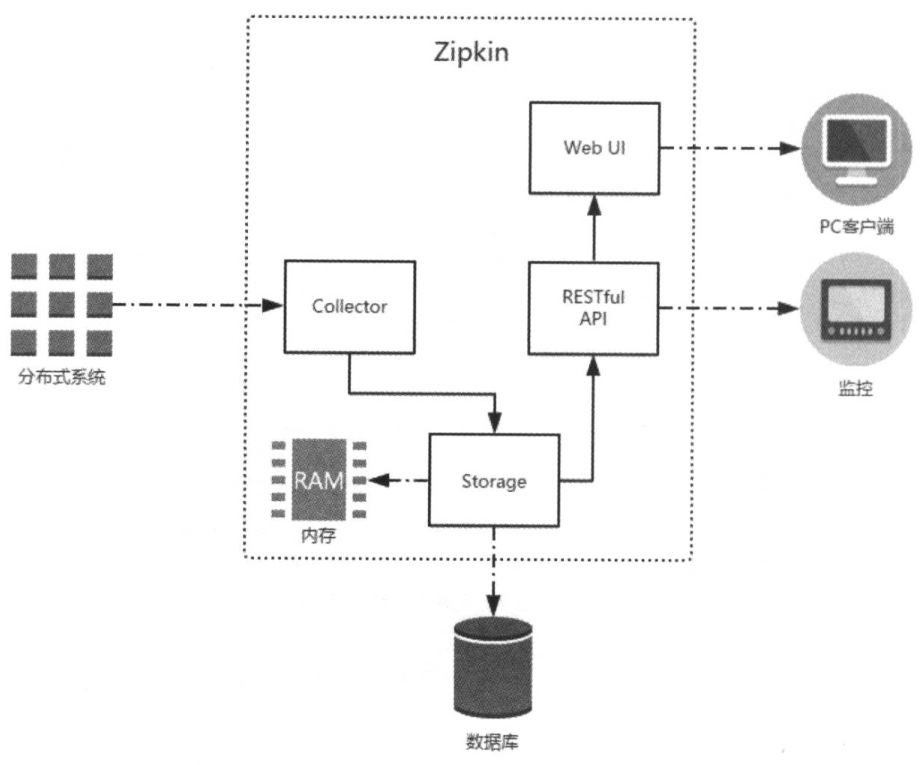 Zipkin
Web UI
PC客户端
Collector
RESTful
API
分布式系统
监控
RAM
Storage
内存
数据库